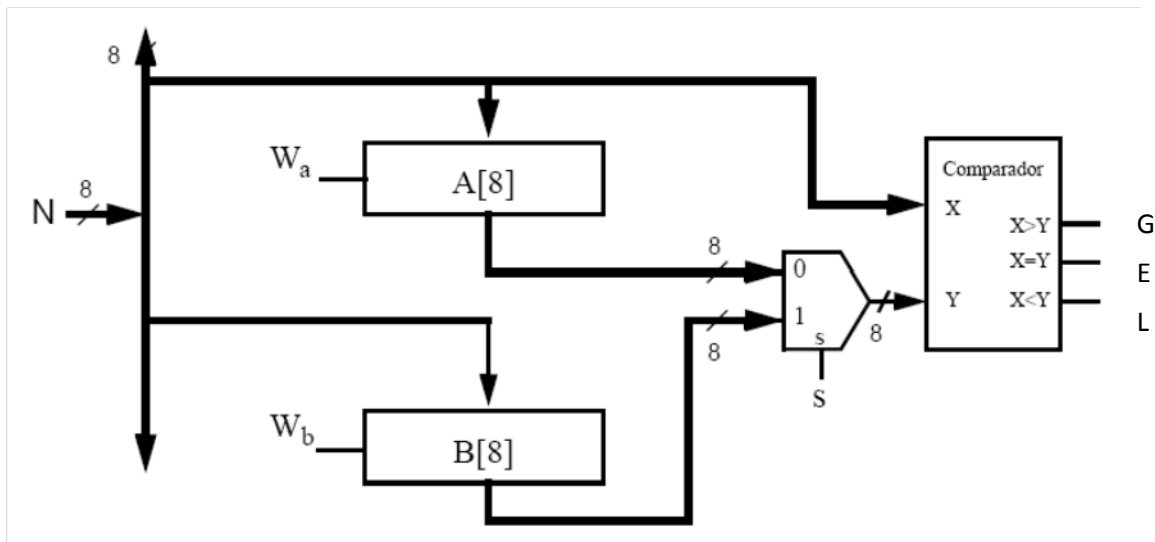 8
N 8
Wa
A[8]
8
0
1
s
8
S
8
Wb
B[8]
Comparador
X
Y
X>Y
X=Y
X<Y
G
E
L